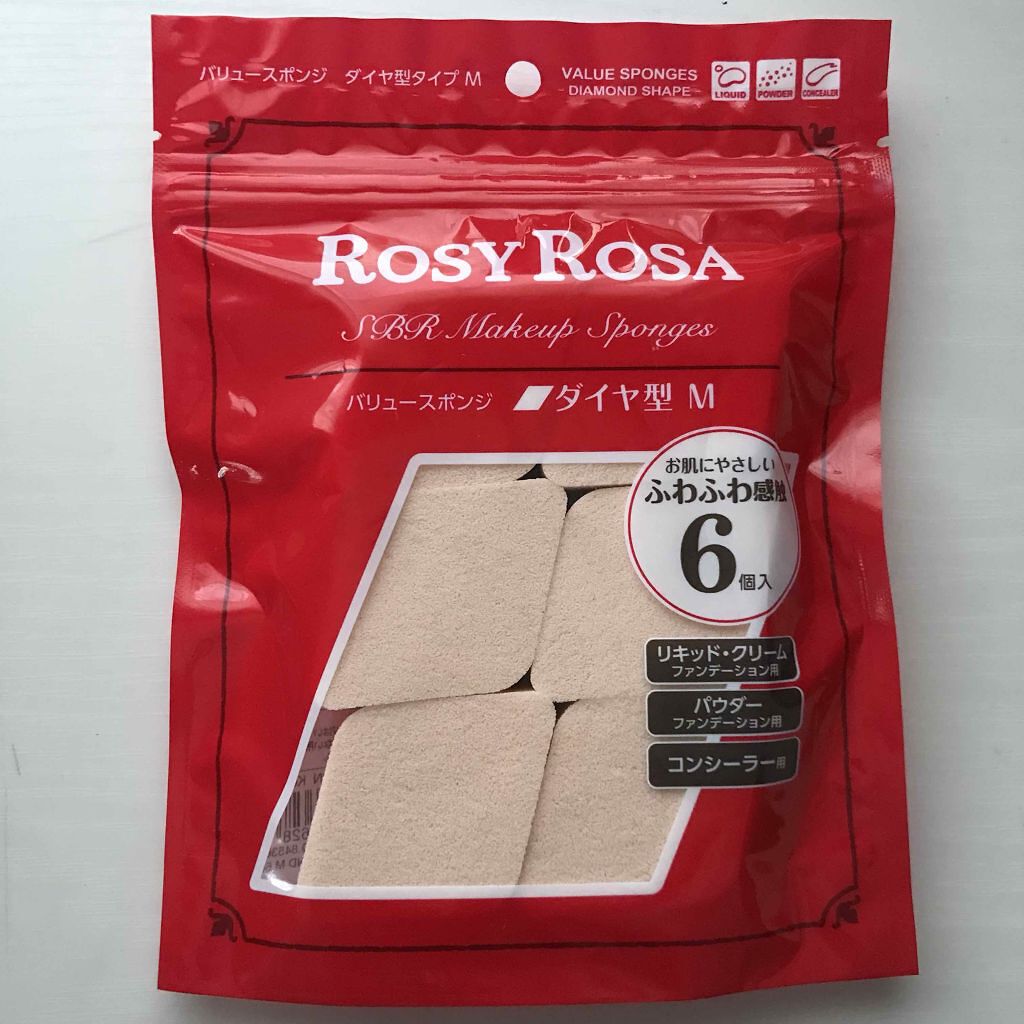 バリュースポンジ ダイヤ型タイプ M
VALUE SPONGES
- DIAMOND SHAPE -
LIQUID
POWDER
CONCEALER
ROSY ROSA
SBR Makeup Sponges
バリュースポンジ ダイヤ型 M
お肌にやさしい
ふわふわ感触
6個入
リキッド・クリーム
ファンデーション用
パウダー
ファンデーション用
コンシーラー用